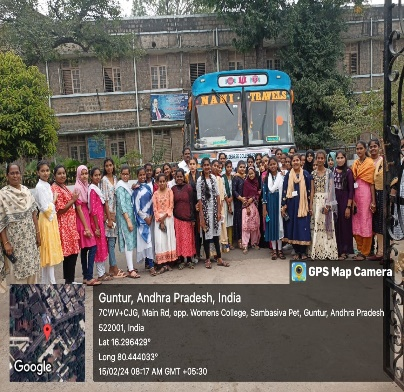 NANI TRAVELS
GPS Map Camera
Guntur, Andhra Pradesh, India
7CWV+CJG, Main Rd, opp. Womens College, Sambasiva Pet, Guntur, Andhra Pradesh
522001, India
Lat 16.296429°
Long 80.444033°
15/02/24 08:17 AM GMT +05:30
Google